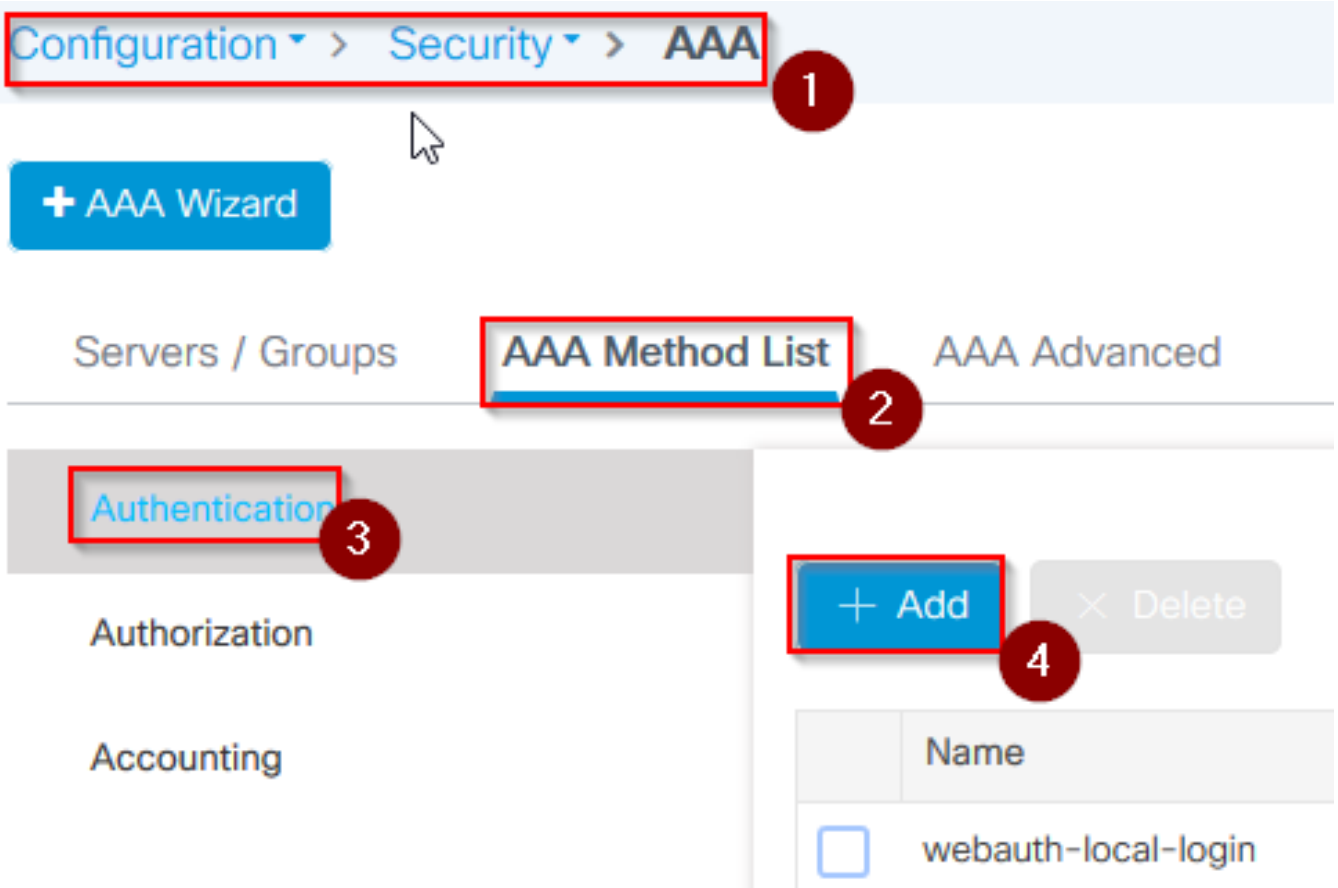 Configuration > Security > AAA
1
+ AAA Wizard
Servers / Groups AAA Method List AAA Advanced
2
Authentication
3
+ Add × Delete
4
Authorization
Name
Accounting
webauth-local-login